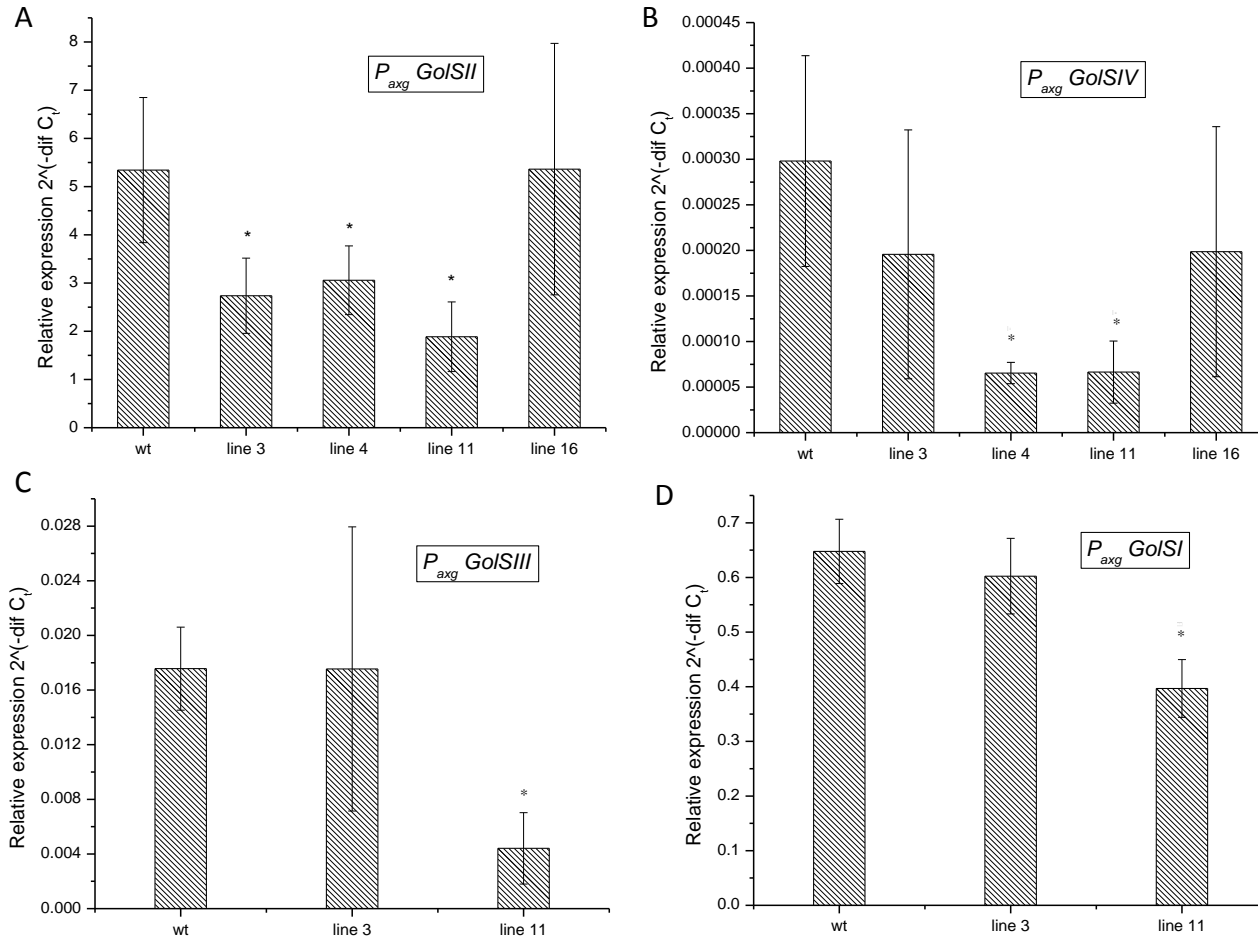 A
Relative expression 2^(-dif Ct)
8
7
6
5
4
3
2
1
0
Paxg GolSII
*
*
*
wt
line 3
line 4
line 11
line 16
B
Relative expression 2^(-dif Ct)
0.00045
0.00040
0.00035
0.00030
0.00025
0.00020
0.00015
0.00010
0.00005
0.00000
Paxg GolSIV
*
*
wt
line 3
line 4
line 11
line 16
C
Relative expression 2^(-dif Ct)
0.028
0.024
0.020
0.016
0.012
0.008
0.004
0.000
Paxg GolSIII
*
wt
line 3
line 11
D
Relative expression 2^(-dif Ct)
0.7
0.6
0.5
0.4
0.3
0.2
0.1
0.0
Paxg GolSI
*
wt
line 3
line 11